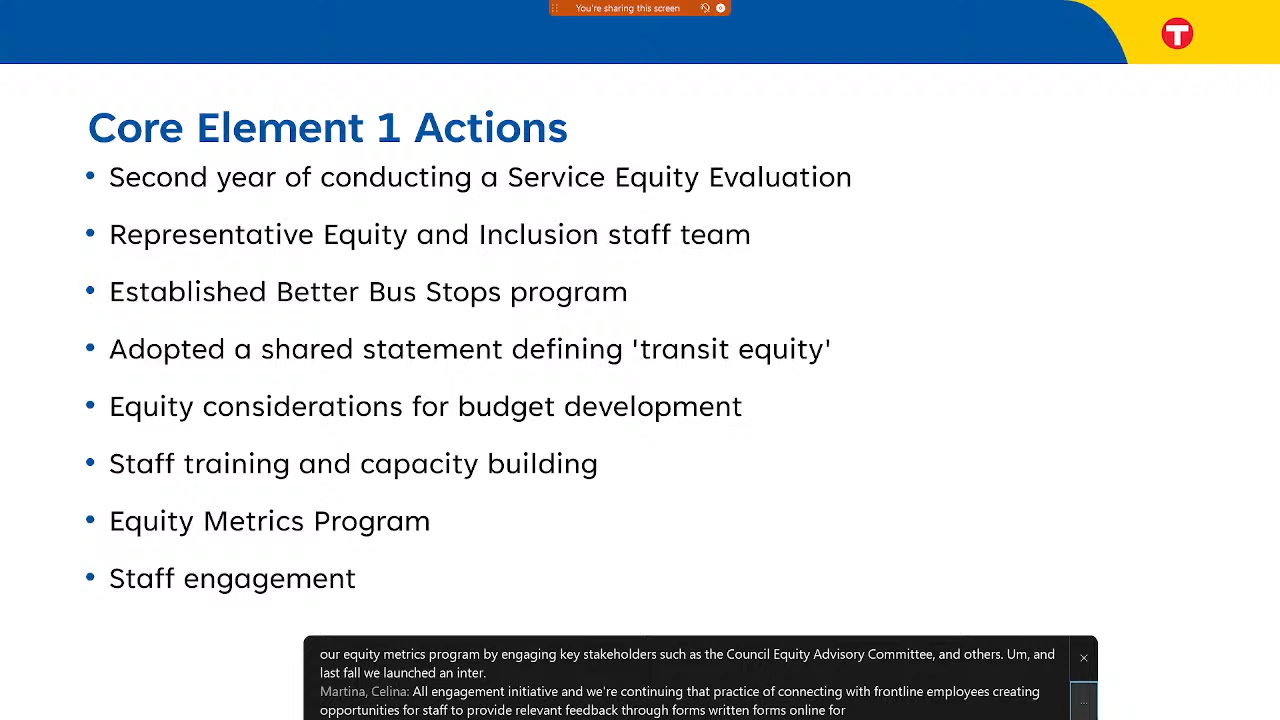 You're sharing this screen
T
Core Element 1 Actions
• Second year of conducting a Service Equity Evaluation
• Representative Equity and Inclusion staff team
• Established Better Bus Stops program
• Adopted a shared statement defining 'transit equity'
• Equity considerations for budget development
• Staff training and capacity building
• Equity Metrics Program
• Staff engagement
our equity metrics program by engaging key stakeholders such as the Council Equity Advisory Committee, and others. Um, and
last fall we launched an inter.
Martina, Celina: All engagement initiative and we're continuing that practice of connecting with frontline employees creating
opportunities for staff to provide relevant feedback through forms written forms online for